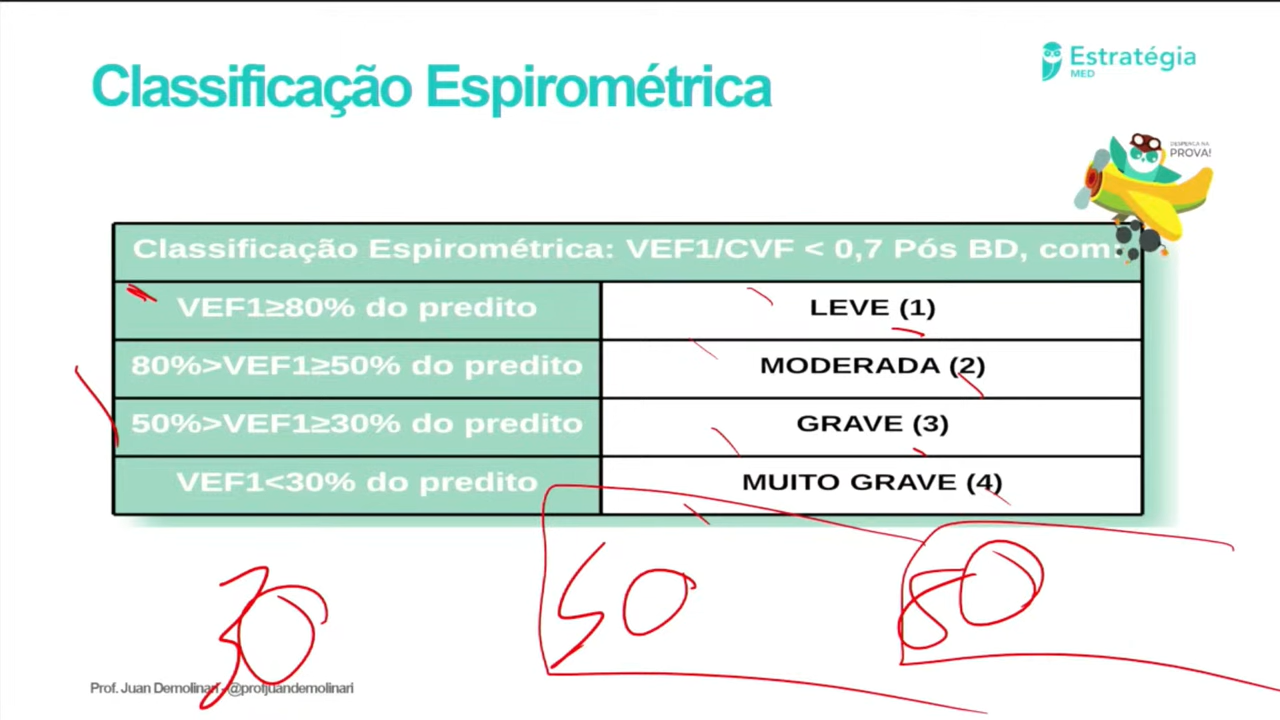 Classificação Espirométrica
Estratégia
MED
DESPENCA NA
PROVA!
Classificação Espirométrica: VEF1/CVF < 0,7 Pós BD, com:
VEF1≥80% do predito LEVE (1)
80%>VEF1≥50% do predito MODERADA (2)
50%>VEF1≥30% do predito GRAVE (3)
VEF1<30% do predito MUITO GRAVE (4)
30 50 80
Prof. Juan Demolinari - @profjuandemolinari